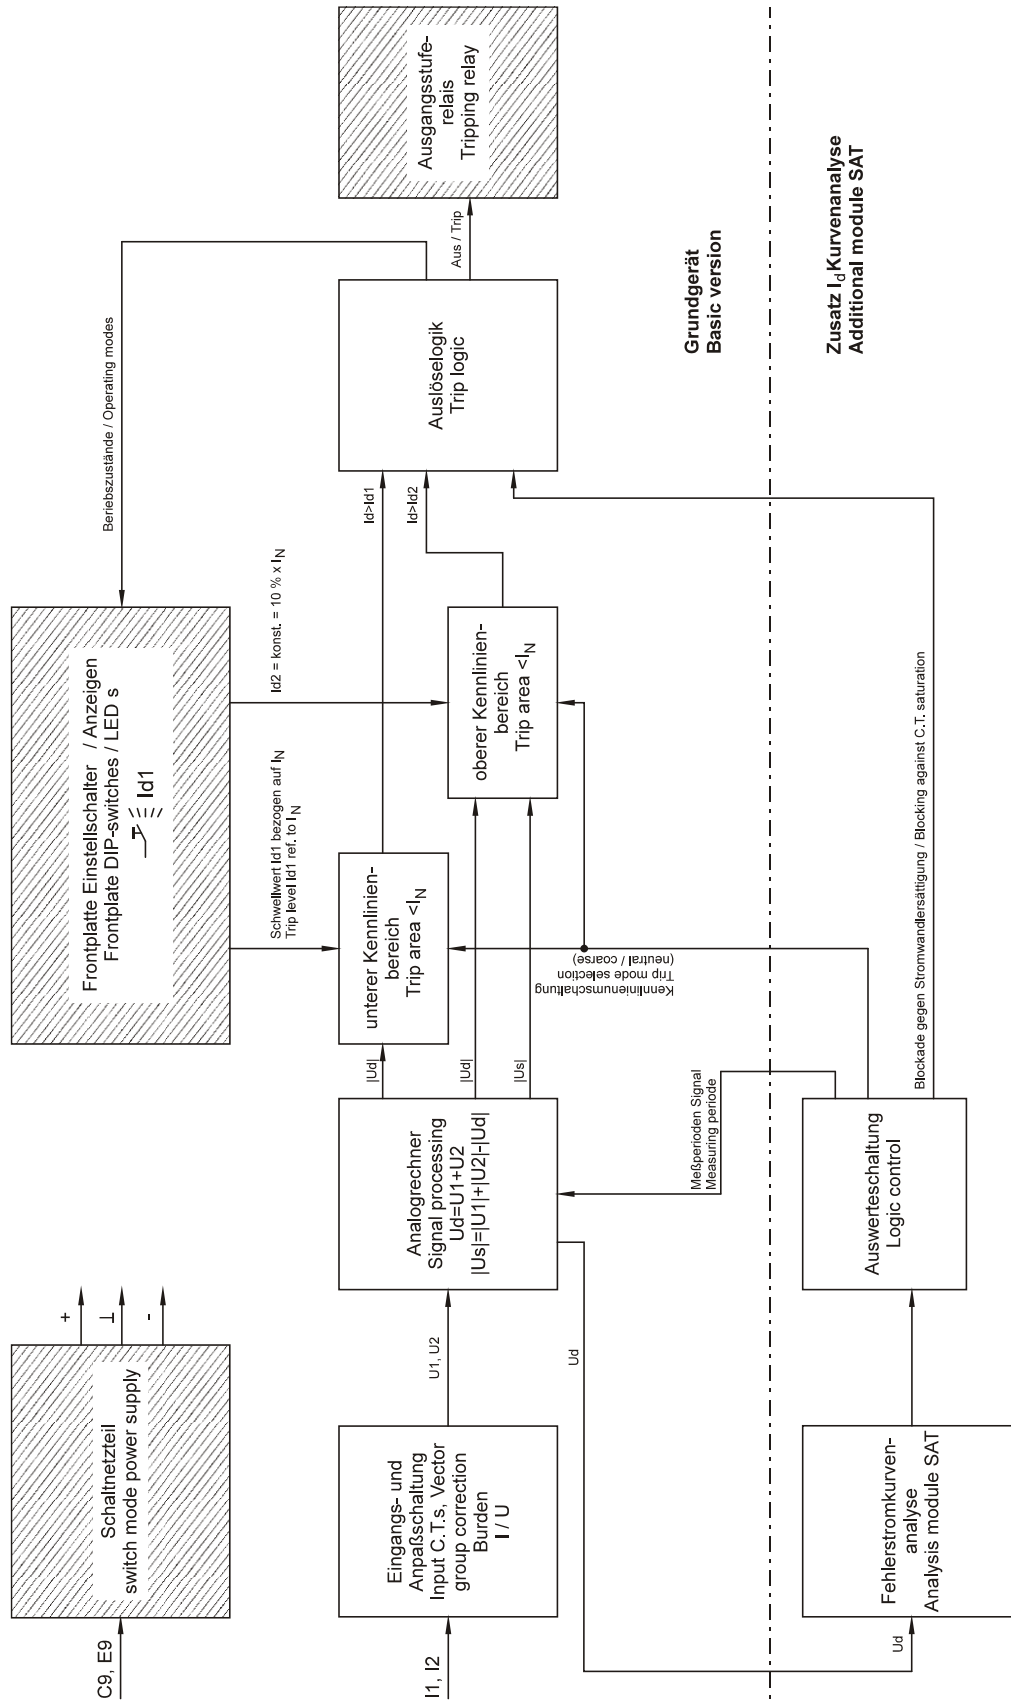 C9, E9
Schaltnetzteil
switch mode power supply
+
⊥
-
Frontplatte Einstellschalter / Anzeigen
Frontplate DIP-switches / LED s
Id1
Beriebszustände / Operating modes
Schwellwert Id1 bezogen auf IN
Trip level Id1 ref. to IN
Id2 = konst. = 10 % x IN
I1, I2
Eingangs- und
Anpaßschaltung
Input C.T.s, Vector
group correction
Burden
I / U
U1, U2
Analogrechner
Signal processing
Ud=U1+U2
|Us|=|U1|+|U2|-|Ud|
|Ud|
|Ud|
|Us|
unterer Kennlinien-
bereich
Trip area <IN
oberer Kennlinien-
bereich
Trip area <IN
Id>Id1
Id>Id2
Auslöselogik
Trip logic
Aus / Trip
Ausgangsstufe-
relais
Tripping relay
Kennlinienumschaltung
Trip mode selection
(neutral / coarse)
Ud
Meßperioden Signal
Measuring periode
Grundgerät
Basic version
Zusatz Id Kurvenanalyse
Additional module SAT
Ud
Fehlerstromkurven-
analyse
Analysis module SAT
Auswerteschaltung
Logic control
Blockade gegen Stromwandlersättigung / Blocking against C.T. saturation